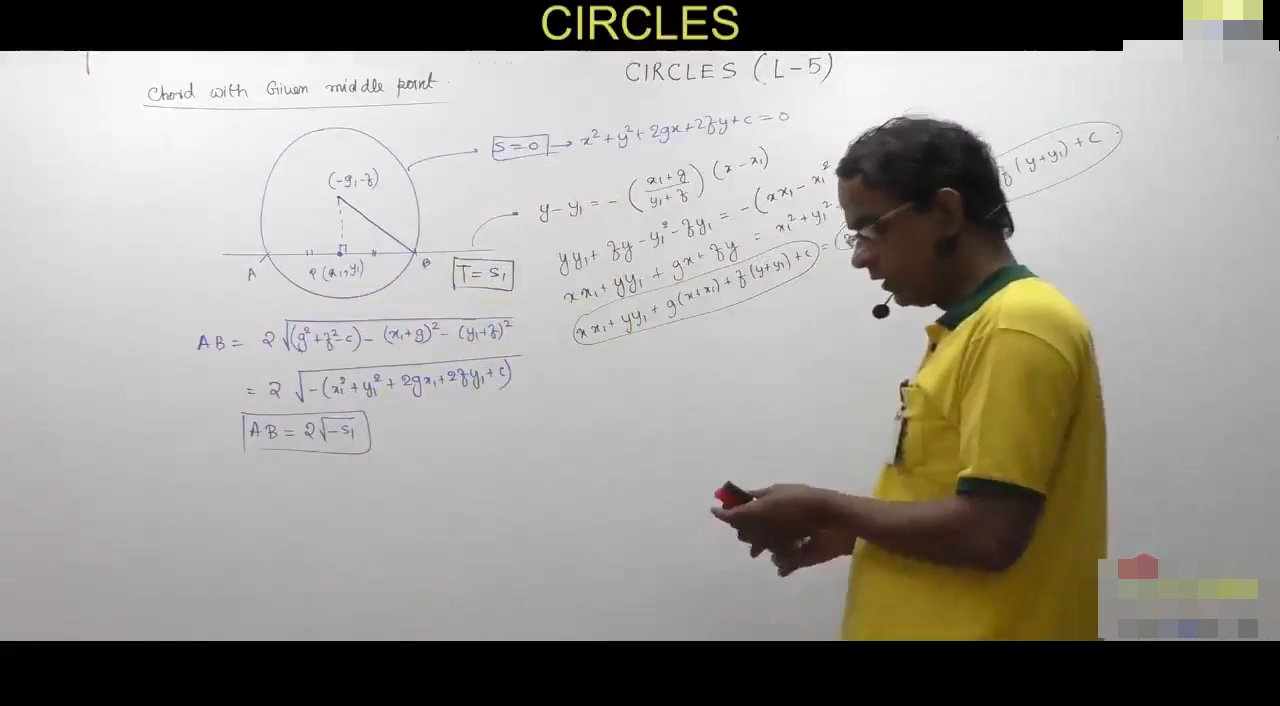 CIRCLES
CIRCLES (L-5)
Chord with Given middle point.
S=0 → x² + y² + 2gx + 2fy + c = 0
(-g, -f)
A
P(x₁, y₁)
B
T = S₁
y - y₁ = - (x₁+g / y₁+f) (x - x₁)
yy₁ + fy - y₁² - fy₁ = - (xx₁ - x₁²
xx₁ + yy₁ + gx + fy = x₁² + y₁²
xx₁ + yy₁ + g(x+x₁) + f(y+y₁) + c =
(y+y₁) + c
AB = 2 √(g²+f²-c) - (x₁+g)² - (y₁+f)²
= 2 √-(x₁² + y₁² + 2gx₁ + 2fy₁ + c)
AB = 2√-S₁